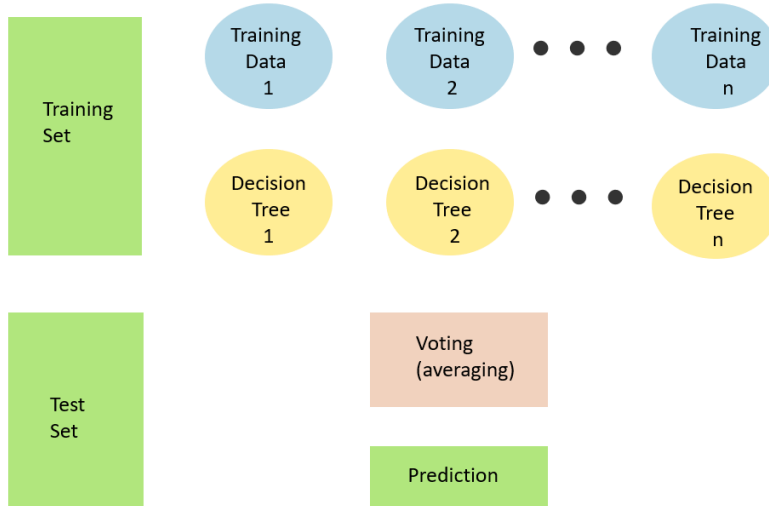 Training
Set
Training
Data
1
Training
Data
2
Training
Data
n
Decision
Tree
1
Decision
Tree
2
Decision
Tree
n
Test
Set
Voting
(averaging)
Prediction